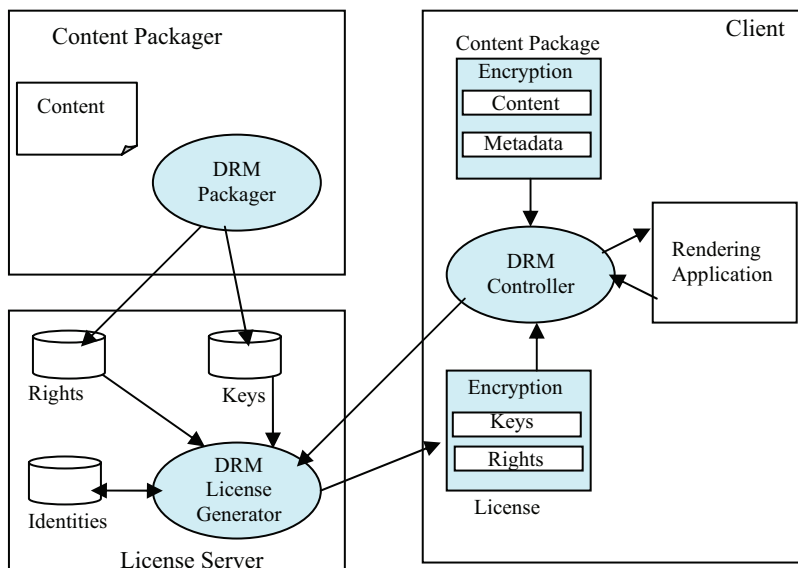 Content Packager
Content
DRM
Packager
Rights
Keys
Identities
DRM
License
Generator
License Server
Client
Content Package
Encryption
Content
Metadata
DRM
Controller
Rendering
Application
Encryption
Keys
Rights
License